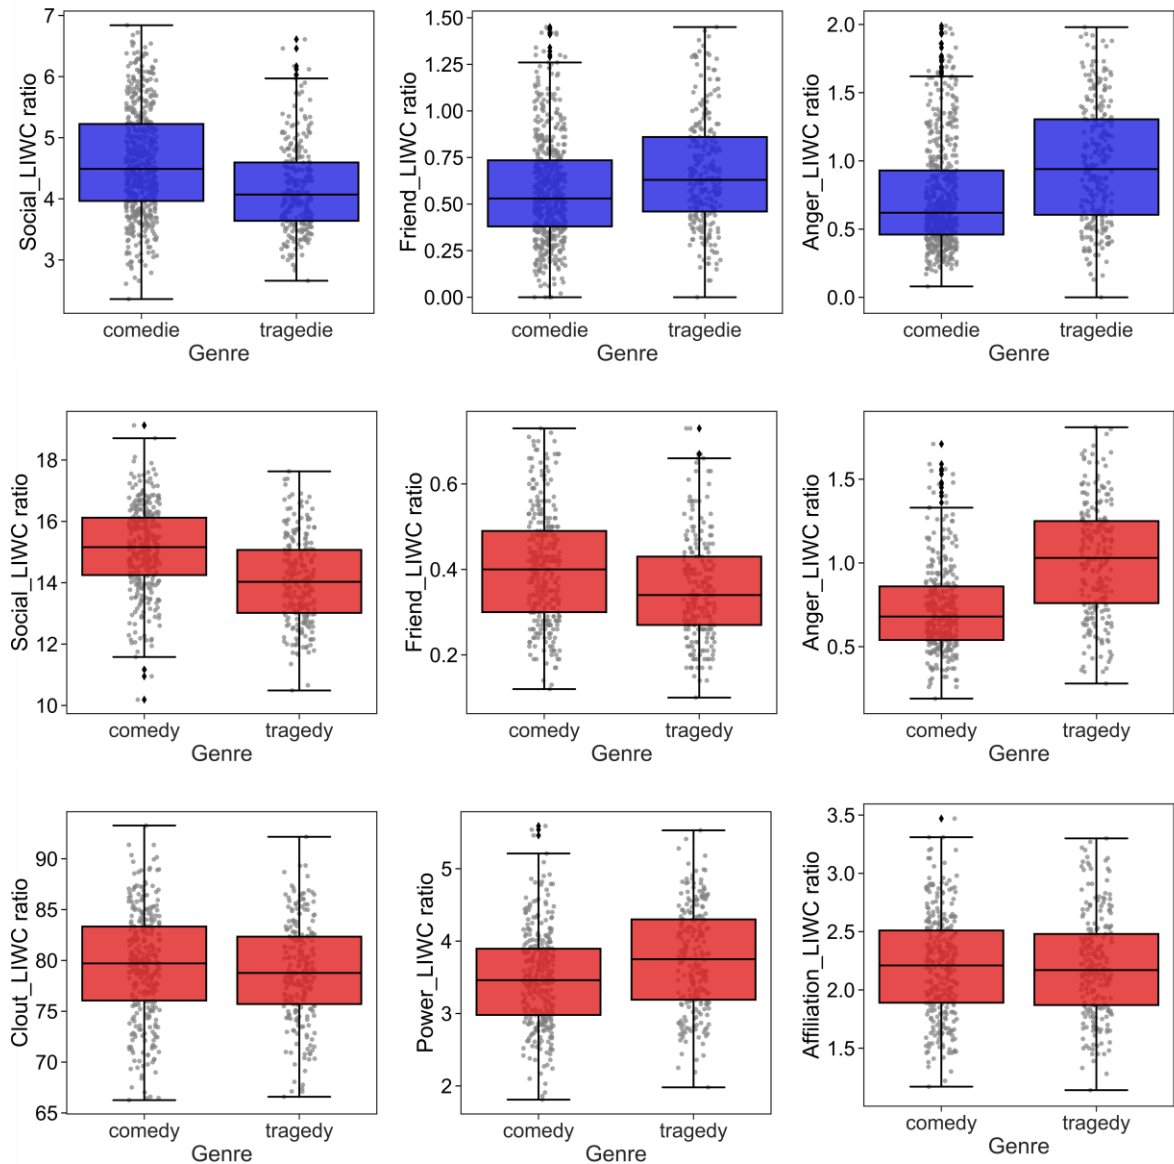 Social_LIWC ratio
7
6
5
4
3
comedie tragedie
Genre
Friend_LIWC ratio
1.50
1.25
1.00
0.75
0.50
0.25
0.00
comedie tragedie
Genre
Anger_LIWC ratio
2.0
1.5
1.0
0.5
0.0
comedie tragedie
Genre
Social_LIWC ratio
18
16
14
12
10
comedy tragedy
Genre
Friend_LIWC ratio
0.6
0.4
0.2
comedy tragedy
Genre
Anger_LIWC ratio
1.5
1.0
0.5
comedy tragedy
Genre
Clout_LIWC ratio
90
85
80
75
70
65
comedy tragedy
Genre
Power_LIWC ratio
5
4
3
2
comedy tragedy
Genre
Affiliation_LIWC ratio
3.5
3.0
2.5
2.0
1.5
comedy tragedy
Genre